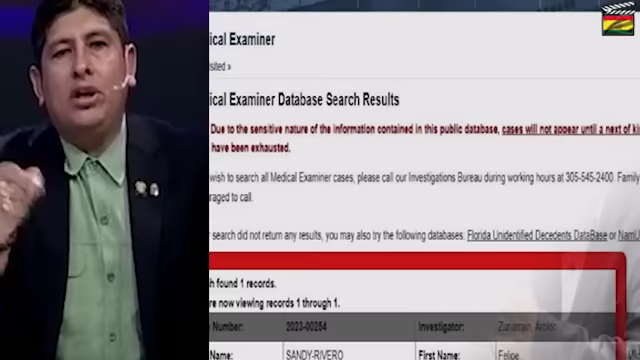 ical Examiner
sited »
ical Examiner Database Search Results
Due to the sensitive nature of the information contained in this public database, cases will not appear until a next of ki
have been exhausted.
wish to search all Medical Examiner cases, please call our Investigations Bureau during working hours at 305-545-2400. Family
raged to call.
r search did not return any results, you may also try the following databases: Florida Unidentified Decedents DataBase or NamU
h found 1 records.
re now viewing records 1 through 1.
Number: 2023-00284 Investigator:
Name: SANDY-RIVERO First Name: Felipe